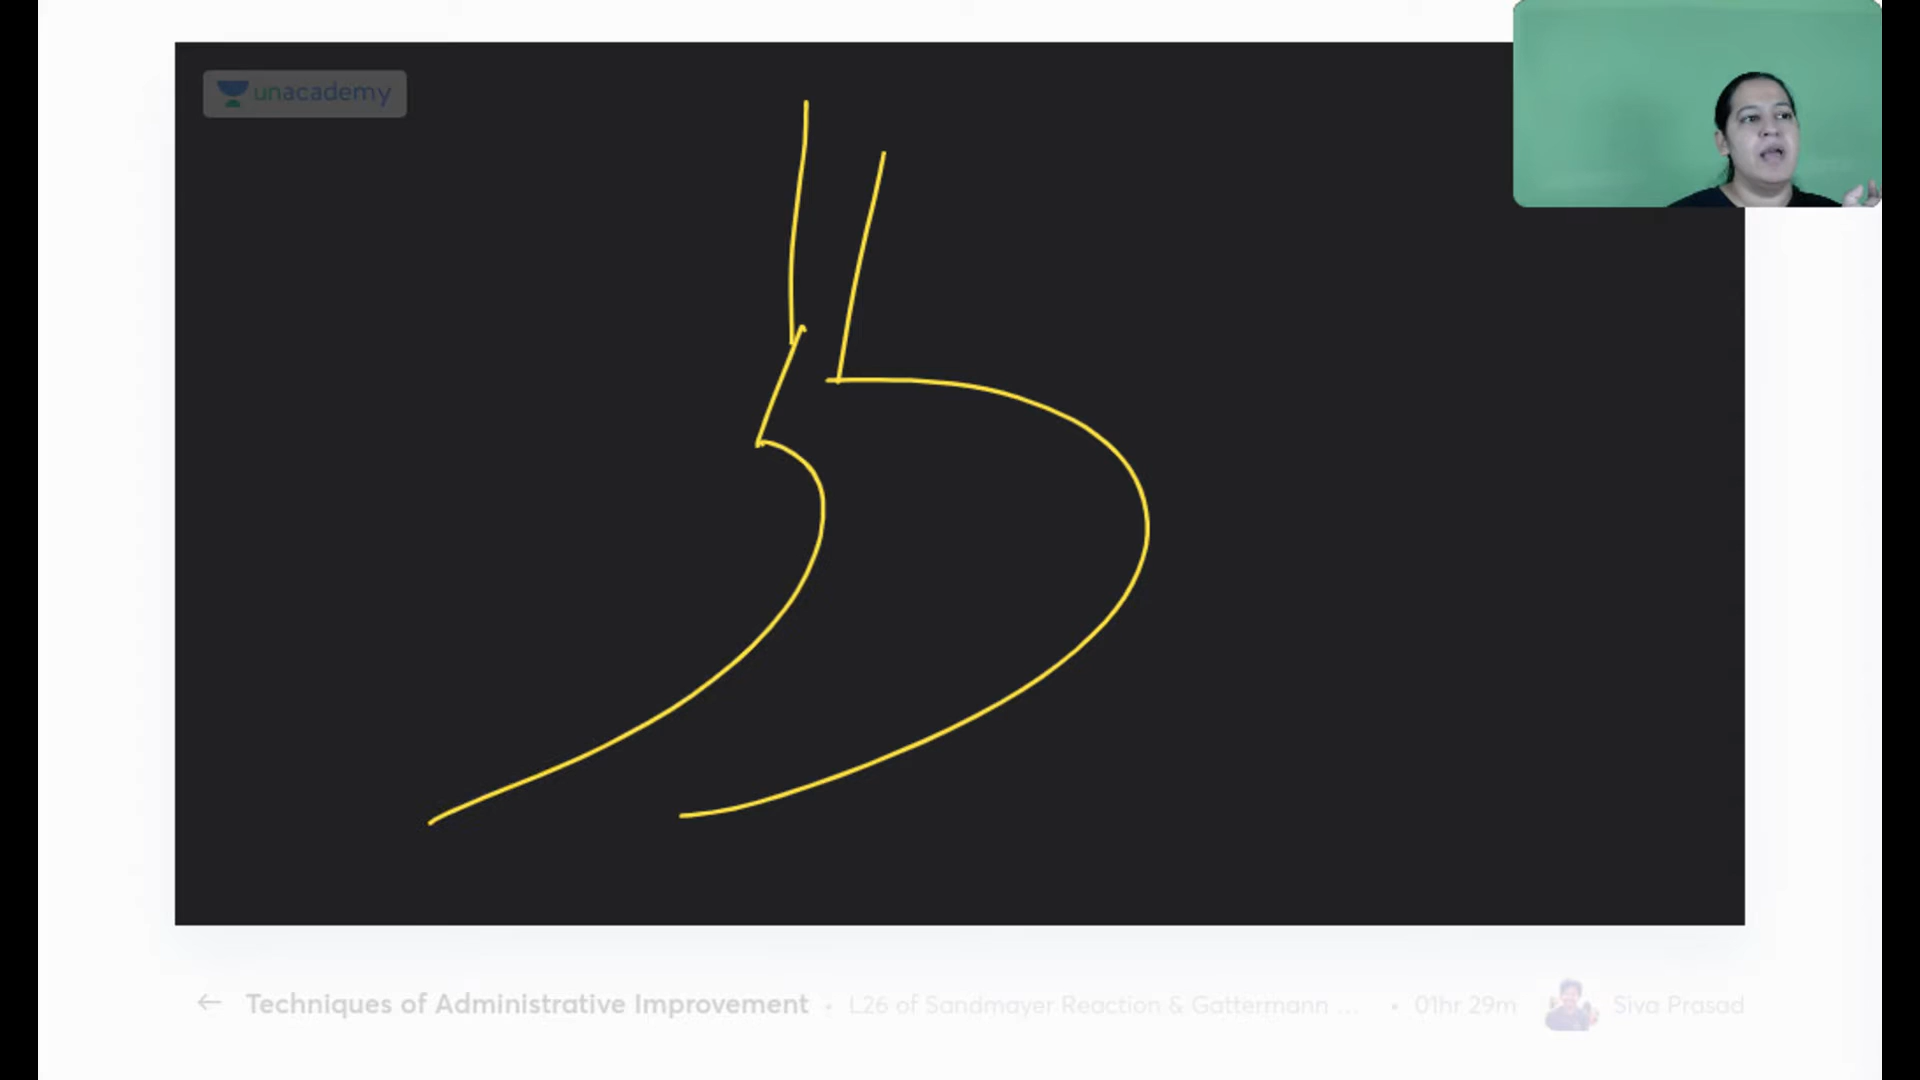 unacademy
← Techniques of Administrative Improvement • L26 of Sandmayer Reaction & Gattermann ... • 01hr 29m Siva Prasad